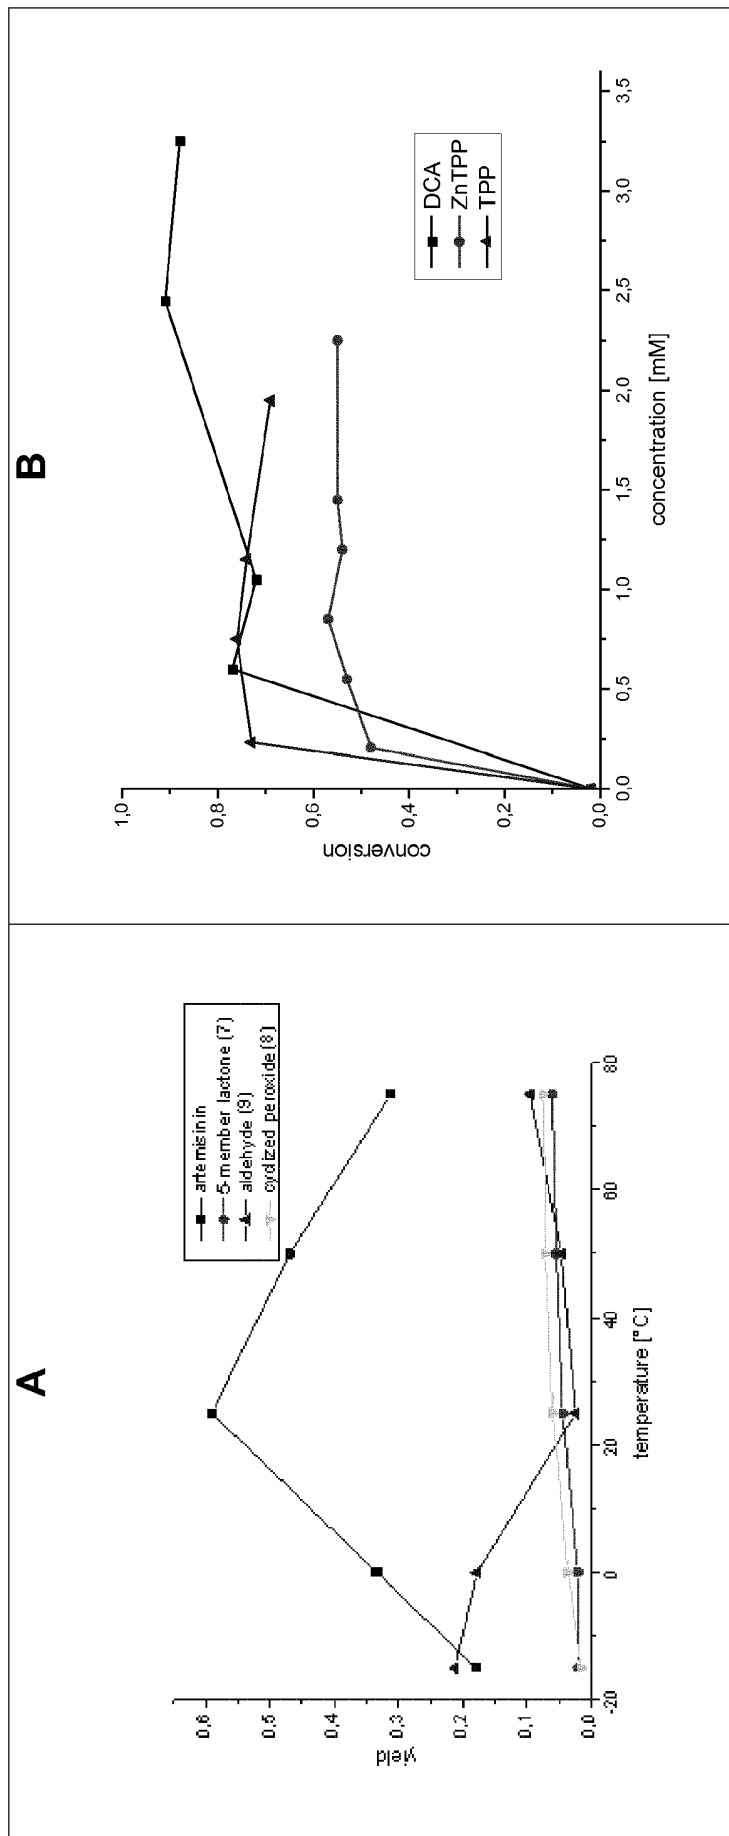 A
yield
0,6
0,5
0,4
0,3
0,2
0,1
0,0
-20
0
20
40
60
80
temperature [°C]
artemisinin
5-member lactone (7)
aldehyde (9)
cyclized peroxide (8)
B
conversion
1,0
0,8
0,6
0,4
0,2
0,0
0,0
0,5
1,0
1,5
2,0
2,5
3,0
3,5
concentration [mM]
DCA
ZnTPP
TPP